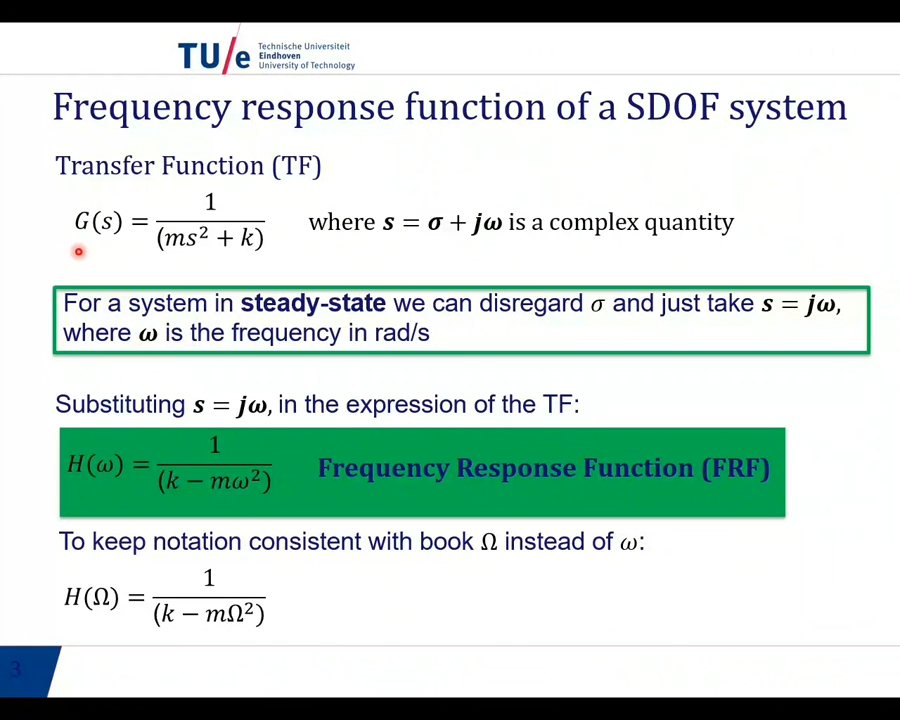 TU/e Technische Universiteit
Eindhoven
University of Technology
Frequency response function of a SDOF system
Transfer Function (TF)
G(s) = 1 / (ms² + k) where s = σ + jω is a complex quantity
For a system in steady-state we can disregard σ and just take s = jω,
where ω is the frequency in rad/s
Substituting s = jω, in the expression of the TF:
H(ω) = 1 / (k − mω²) Frequency Response Function (FRF)
To keep notation consistent with book Ω instead of ω:
H(Ω) = 1 / (k − mΩ²)
3